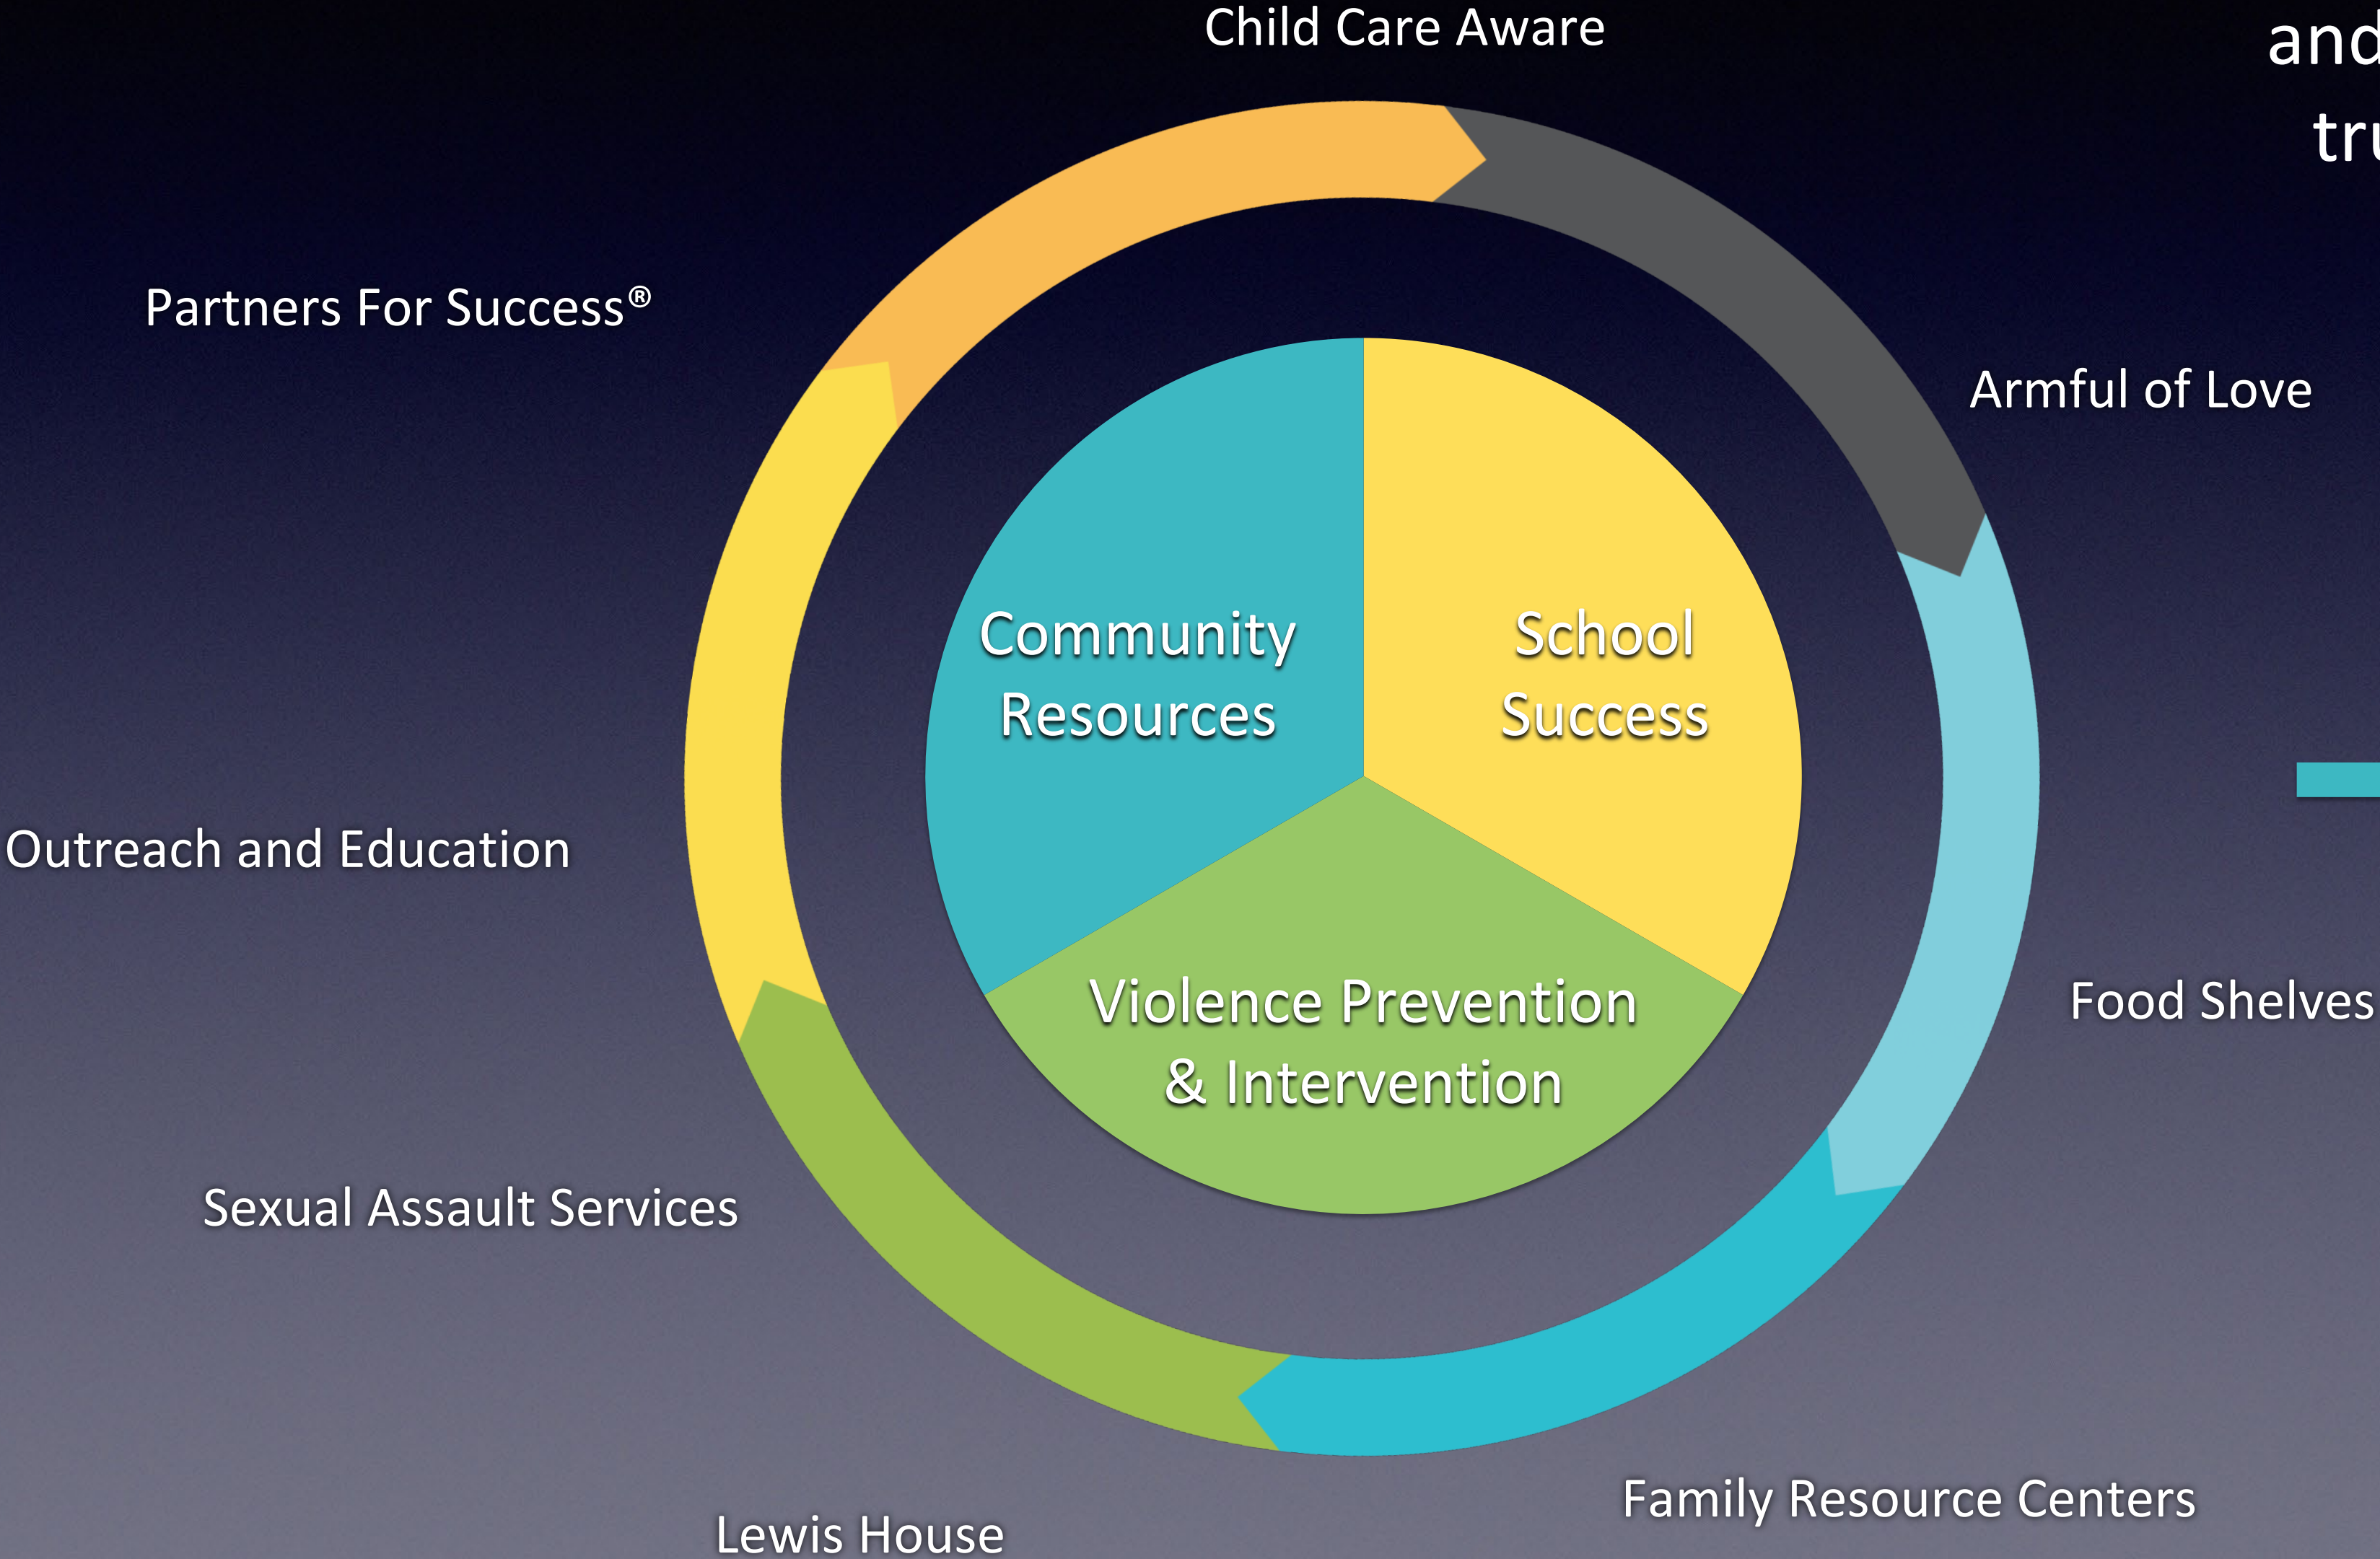 Child Care Aware
and
Partners For Success®
Armful of Love
Community
Resources
School
Success
Outreach and Education
Violence Prevention
& Intervention
Food Shelves
Sexual Assault Services
Family Resource Centers
Lewis House